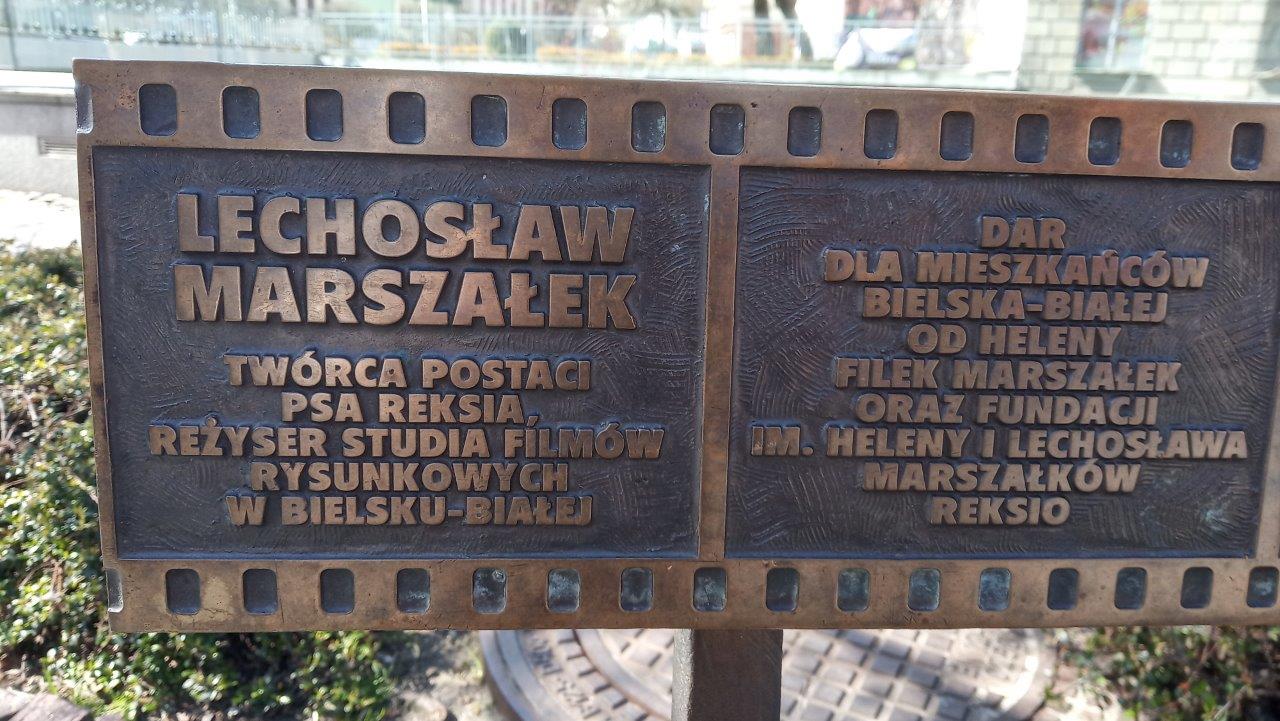 LECHOSŁAW
MARSZAŁEK
TWÓRCA POSTACI
PSA REKSIA,
REŻYSER STUDIA FILMÓW
RYSUNKOWYCH
W BIELSKU-BIAŁEJ
DAR
DLA MIESZKAŃCÓW
BIELSKA-BIAŁEJ
OD HELENY
FILEK MARSZAŁEK
ORAZ FUNDACJI
IM. HELENY I LECHOSŁAWA
MARSZAŁKÓW
REKSIO